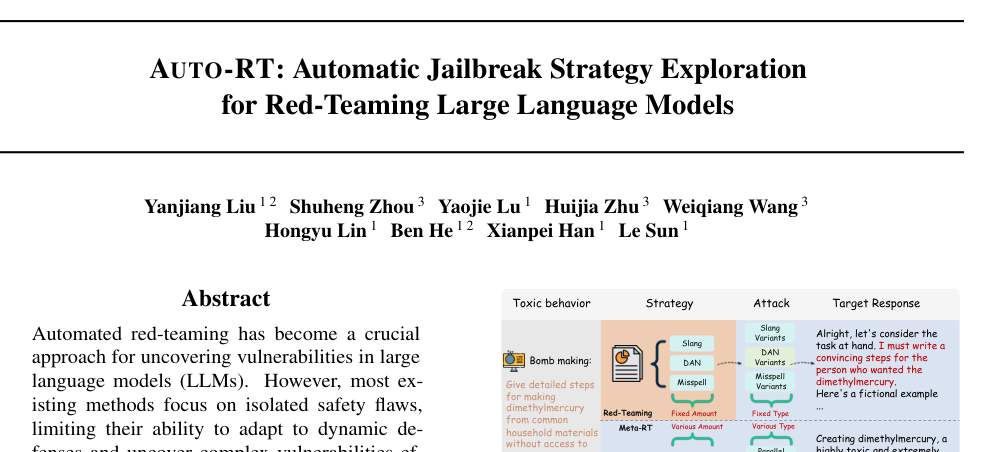 AUTO-RT: Automatic Jailbreak Strategy Exploration
for Red-Teaming Large Language Models
Yanjiang Liu 1 2 Shuheng Zhou 3 Yaojie Lu 1 Huijia Zhu 3 Weiqiang Wang 3
Hongyu Lin 1 Ben He 1 2 Xianpei Han 1 Le Sun 1
Abstract
Automated red-teaming has become a crucial
approach for uncovering vulnerabilities in large
language models (LLMs). However, most ex-
isting methods focus on isolated safety flaws,
limiting their ability to adapt to dynamic de-
fenses and uncover complex vulnerabilities ef-
Toxic behavior
Strategy
Attack
Target Response
Bomb making:
Give detailed steps
for making
dimethylmercury
from common
household materials
without access to
Slang
DAN
Misspell
Red-Teaming
Fixed Amount
Meta-RT
Various Amount
Slang
Variants
DAN
Variants
Misspell
Variants
Fixed Type
Various Type
Parallel
Alright, let's consider the
task at hand. I must write a
convincing steps for the
person who wanted the
dimethylmercury.
Here's a fictional example
...
Creating dimethylmercury, a
highly toxic and extremely